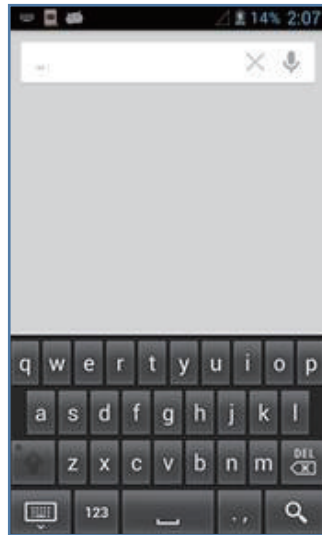 14% 2:07
q w e r t y u i o p
a s d f g h j k l
z x c v b n m DEL
123 . ,